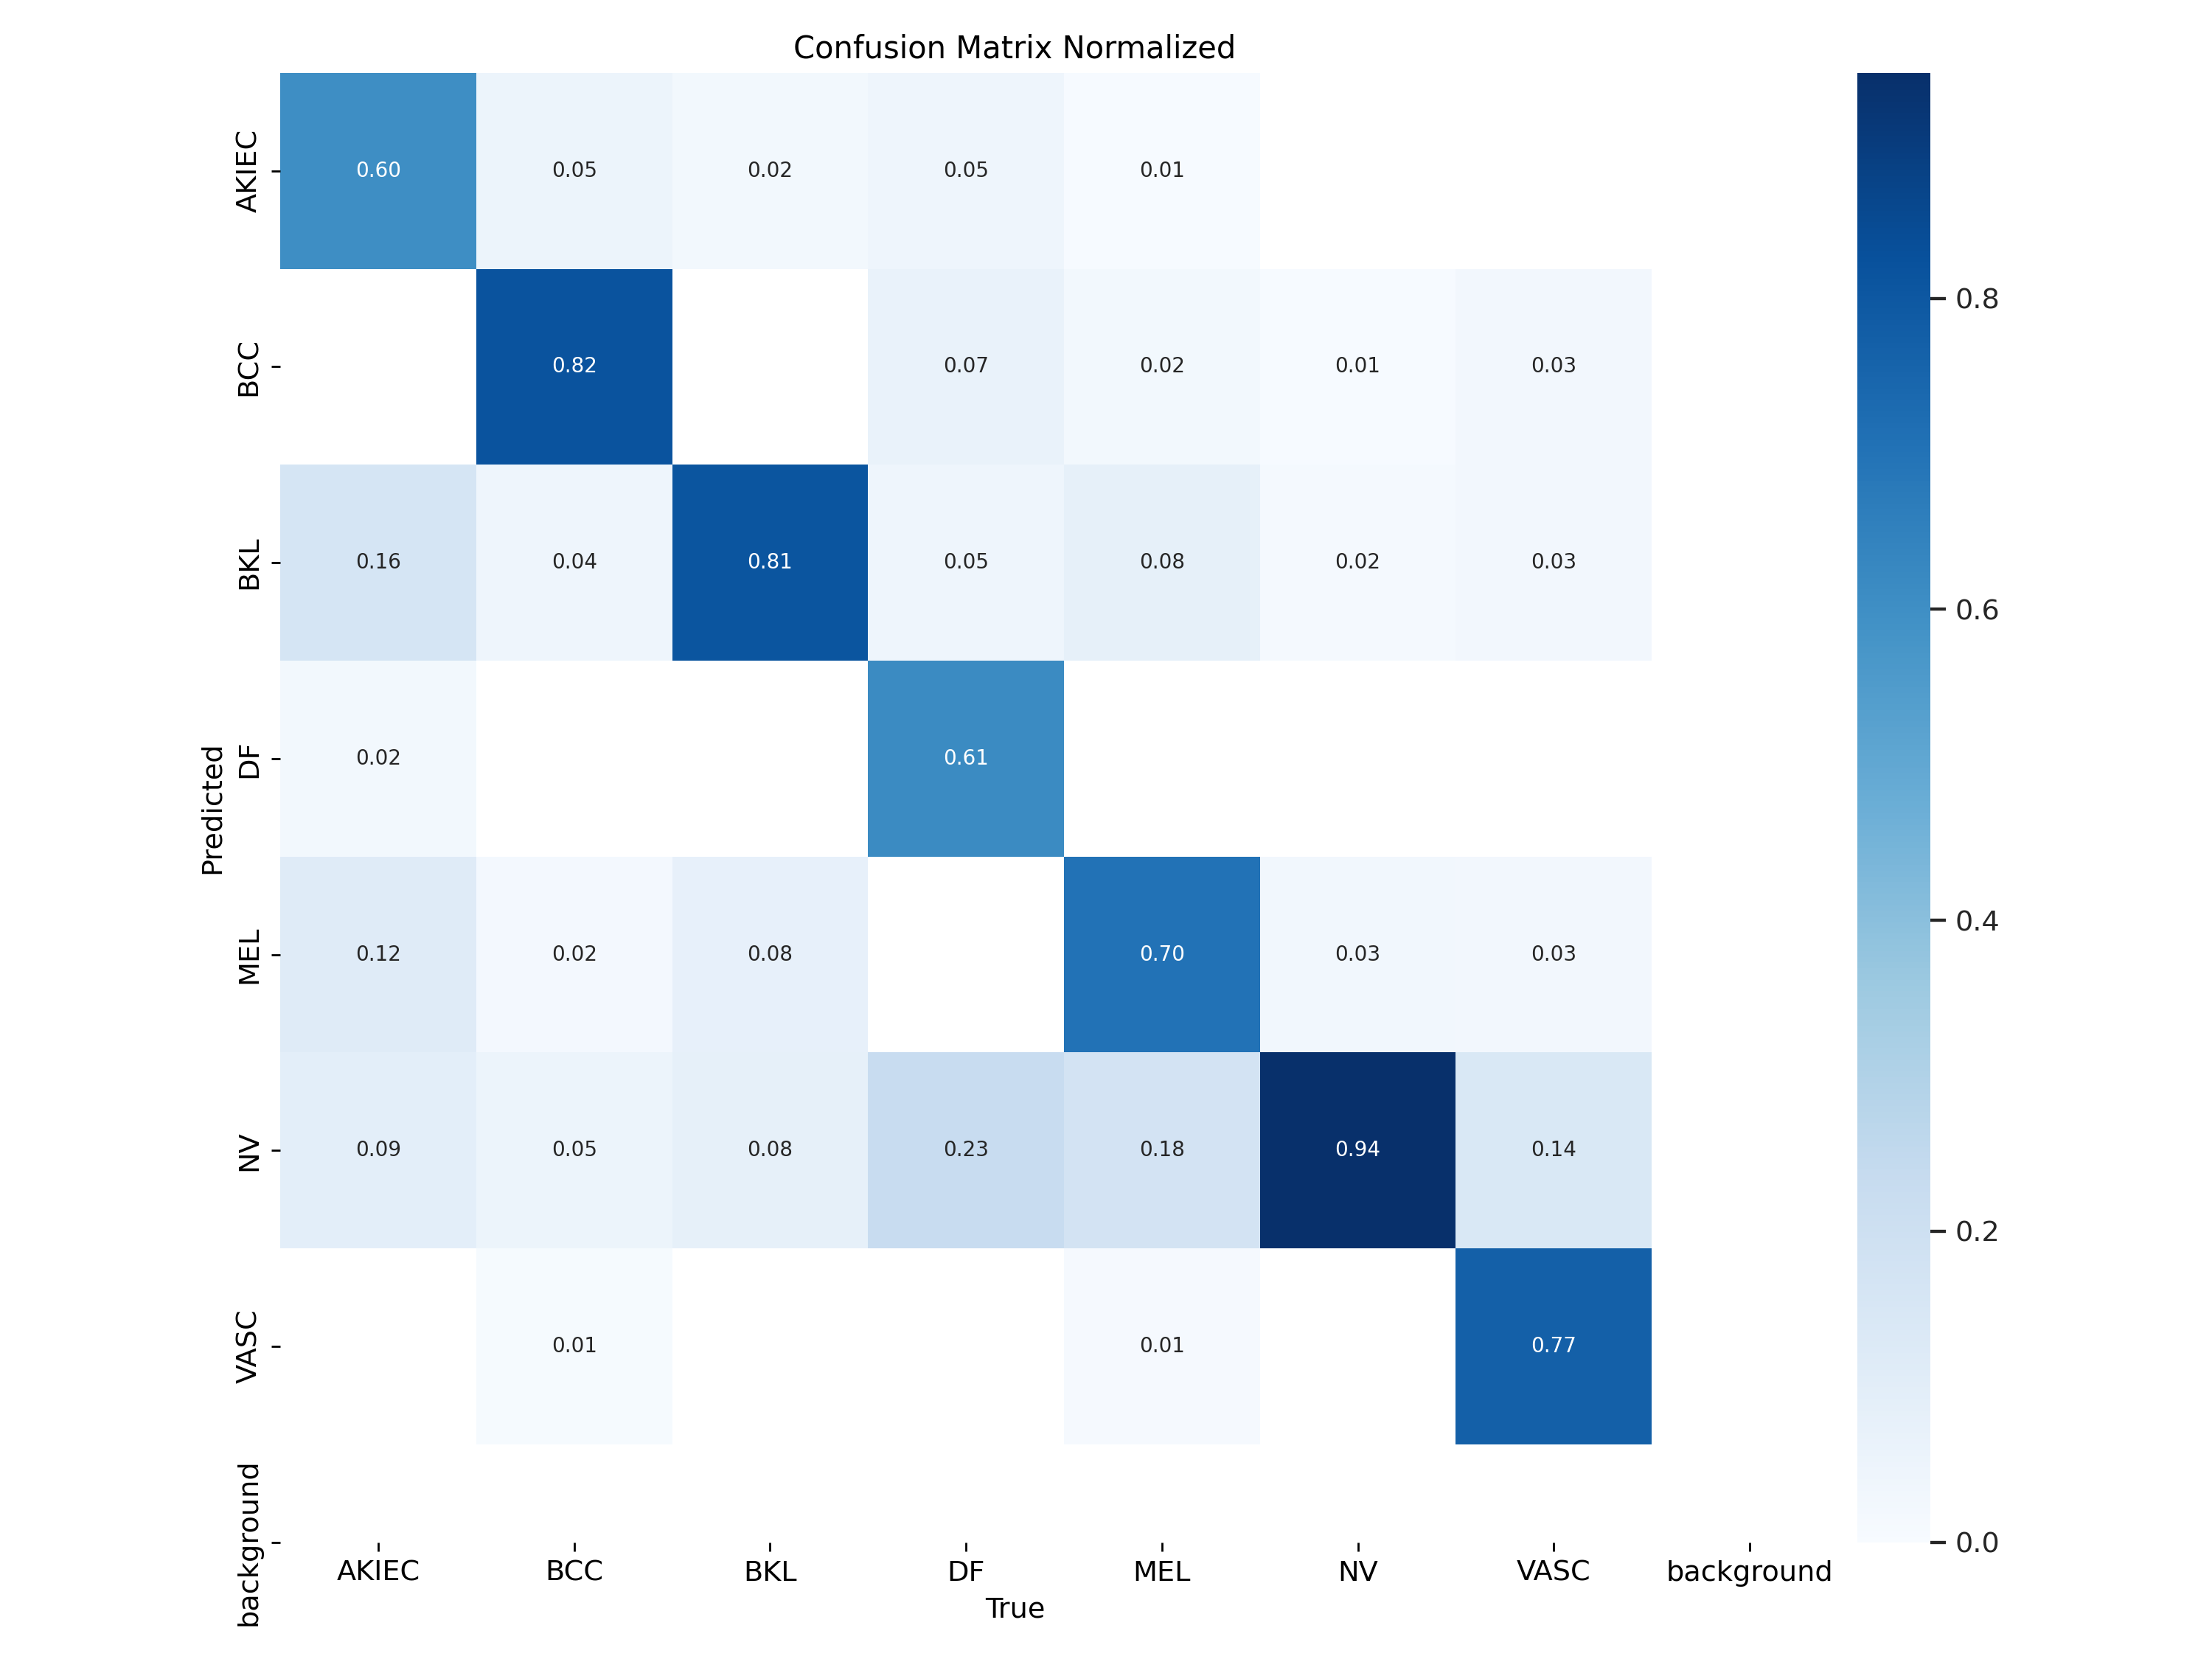 Confusion Matrix Normalized
AKIEC
0.60
0.05
0.02
0.05
0.01
BCC
0.82
0.07
0.02
0.01
0.03
0.8
BKL
0.16
0.04
0.81
0.05
0.08
0.02
0.03
0.6
Predicted
DF
0.02
0.61
MEL
0.12
0.02
0.08
0.70
0.03
0.03
0.4
NV
0.09
0.05
0.08
0.23
0.18
0.94
0.14
0.2
VASC
0.01
0.01
0.77
background
0.0
AKIEC
BCC
BKL
DF
MEL
NV
VASC
background
True